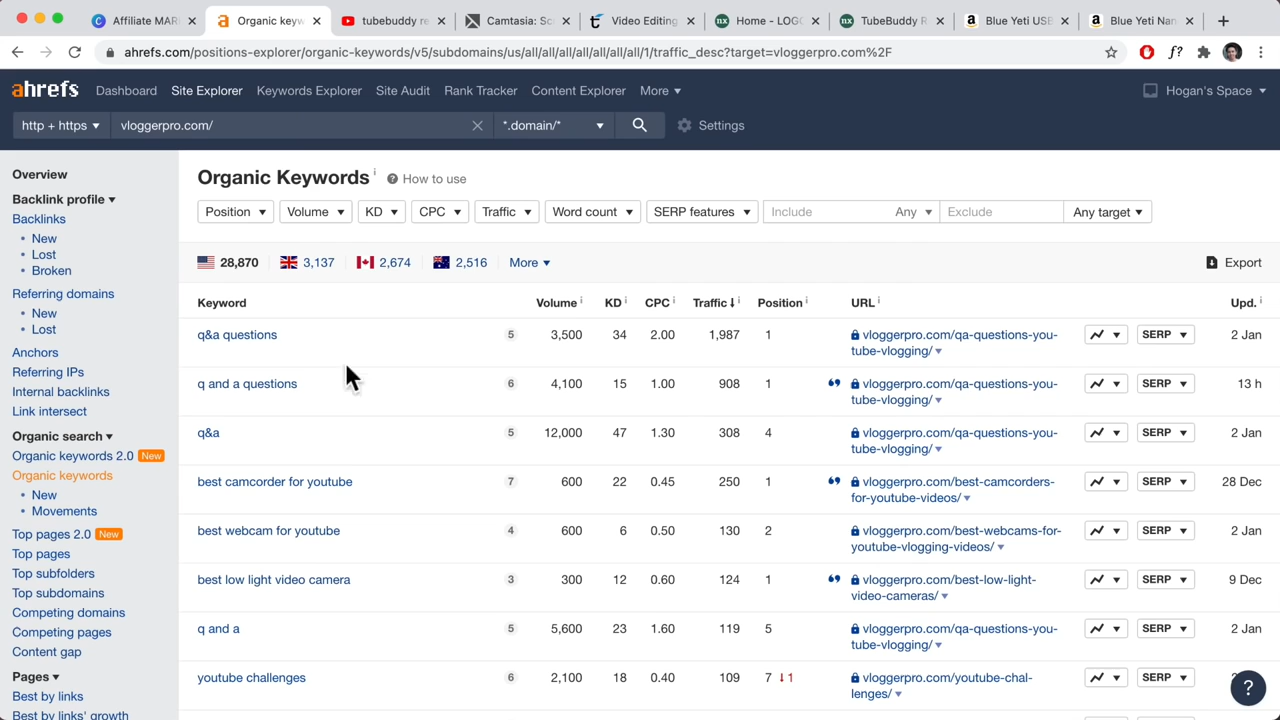 Affiliate MAR
Organic keyw
tubebuddy re
Camtasia: Sc
Video Editing
Home - LOGO
TubeBuddy R
Blue Yeti USB
Blue Yeti Nan
ahrefs.com/positions-explorer/organic-keywords/v5/subdomains/us/all/all/all/all/all/all/all/1/traffic_desc?target=vloggerpro.com%2F
ahrefs Dashboard Site Explorer Keywords Explorer Site Audit Rank Tracker Content Explorer More Hogan's Space
http + https vloggerpro.com/ *.domain/* Settings
Overview
Backlink profile
Backlinks
• New
• Lost
• Broken
Referring domains
• New
• Lost
Anchors
Referring IPs
Internal backlinks
Link intersect
Organic search
Organic keywords 2.0 New
Organic keywords
• New
• Movements
Top pages 2.0 New
Top pages
Top subfolders
Top subdomains
Competing domains
Competing pages
Content gap
Pages
Best by links
Best by links' growth
Organic Keywords i ? How to use
Position Volume KD CPC Traffic Word count SERP features Include Any Exclude Any target
28,870 3,137 2,674 2,516 More Export
Keyword Volume i KD i CPC i Traffic i Position i URL i Upd. i
q&a questions 5 3,500 34 2.00 1,987 1 vloggerpro.com/qa-questions-you- SERP 2 Jan
tube-vlogging/
q and a questions 6 4,100 15 1.00 908 1 vloggerpro.com/qa-questions-you- SERP 13 h
tube-vlogging/
q&a 5 12,000 47 1.30 308 4 vloggerpro.com/qa-questions-you- SERP 2 Jan
tube-vlogging/
best camcorder for youtube 7 600 22 0.45 250 1 vloggerpro.com/best-camcorders- SERP 28 Dec
for-youtube-videos/
best webcam for youtube 4 600 6 0.50 130 2 vloggerpro.com/best-webcams-for- SERP 2 Jan
youtube-vlogging-videos/
best low light video camera 3 300 12 0.60 124 1 vloggerpro.com/best-low-light- SERP 9 Dec
video-cameras/
q and a 5 5,600 23 1.60 119 5 vloggerpro.com/qa-questions-you- SERP 2 Jan
tube-vlogging/
youtube challenges 6 2,100 18 0.40 109 7 ↓1 vloggerpro.com/youtube-chal- SERP
lenges/
?